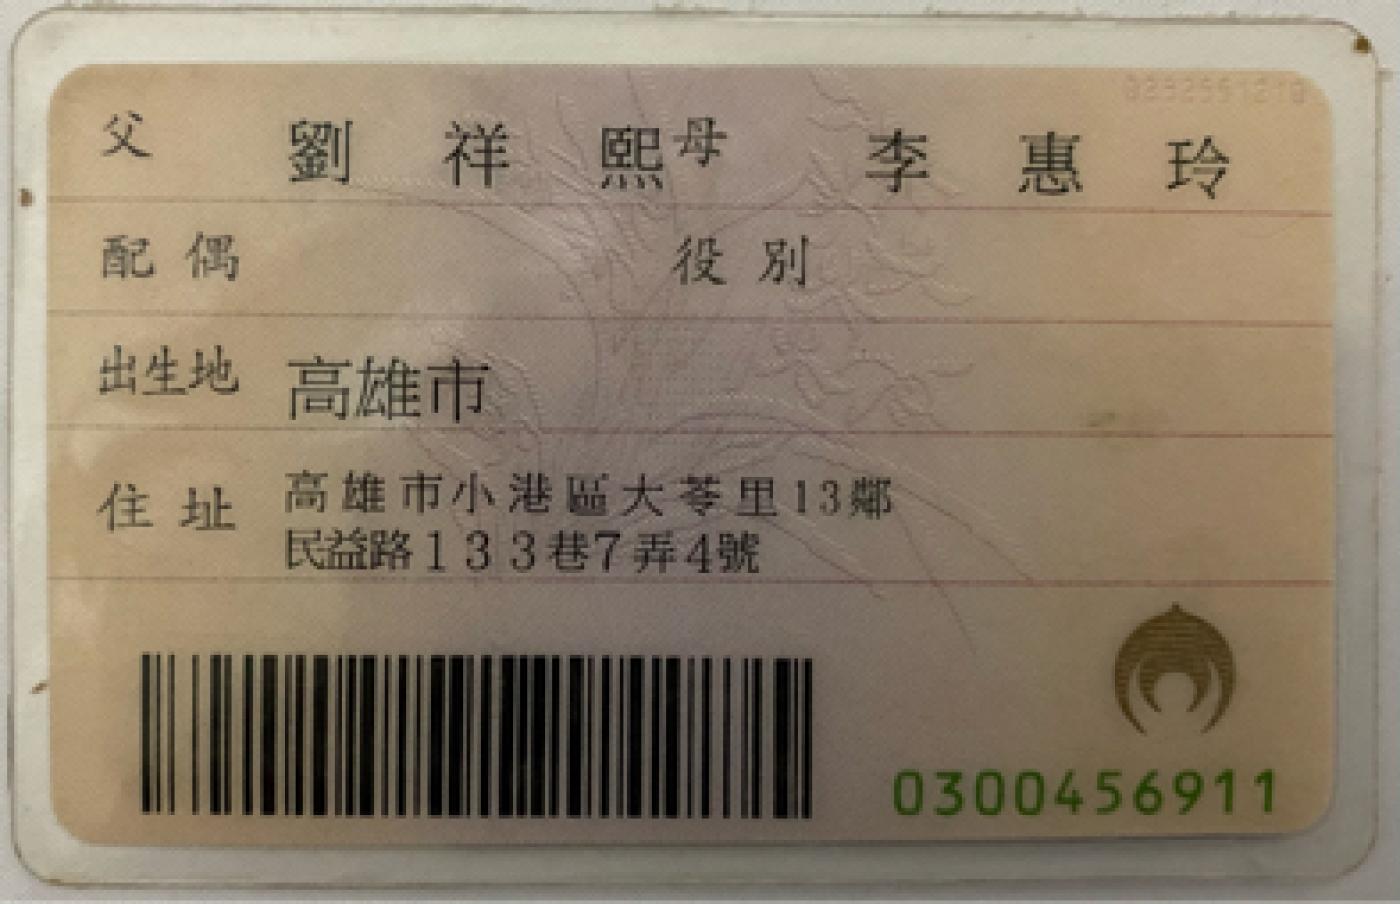 0232551210
父 劉祥熙 母 李惠玲
配偶 役別
出生地 高雄市
住址 高雄市小港區大苓里13鄰
民益路133巷7弄4號
0300456911